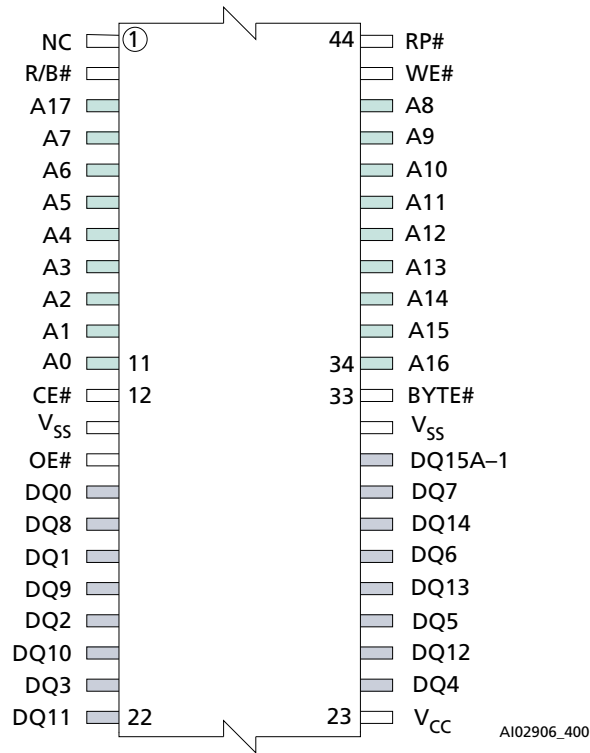 NC ① 44 RP#
R/B# WE#
A17 A8
A7 A9
A6 A10
A5 A11
A4 A12
A3 A13
A2 A14
A1 A15
A0 11 34 A16
CE# 12 33 BYTE#
VSS VSS
OE# DQ15A–1
DQ0 DQ7
DQ8 DQ14
DQ1 DQ6
DQ9 DQ13
DQ2 DQ5
DQ10 DQ12
DQ3 DQ4
DQ11 22 23 VCC
AI02906_400